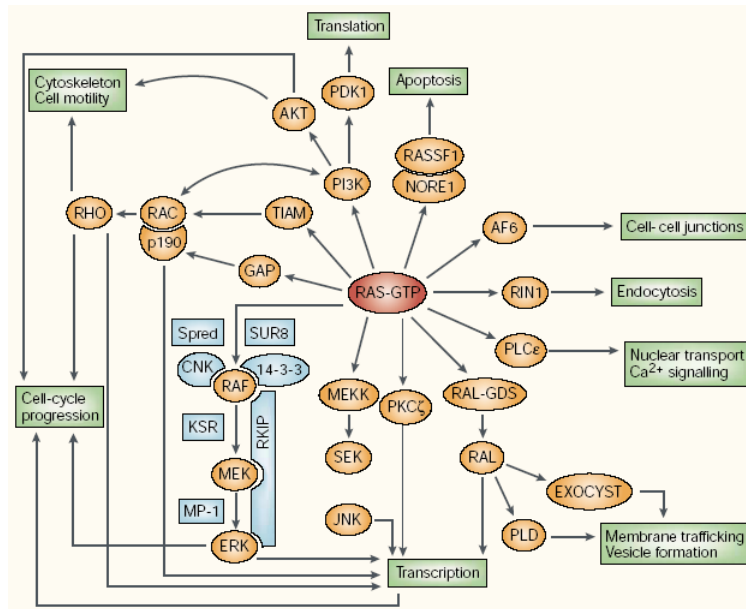 Translation
Cytoskeleton
Cell motility
AKT
PDK1
Apoptosis
RASSF1
NORE1
PI3K
RHO
RAC
p190
TIAM
GAP
AF6
Cell- cell junctions
RAS-GTP
RIN1
Endocytosis
Spred
SUR8
PLCε
Nuclear transport
Ca2+ signalling
CNK
RAF
14-3-3
Cell-cycle
progression
MEKK
PKCζ
RAL-GDS
KSR
RKIP
SEK
RAL
MEK
EXOCYST
MP-1
JNK
PLD
Membrane trafficking
Vesicle formation
ERK
Transcription